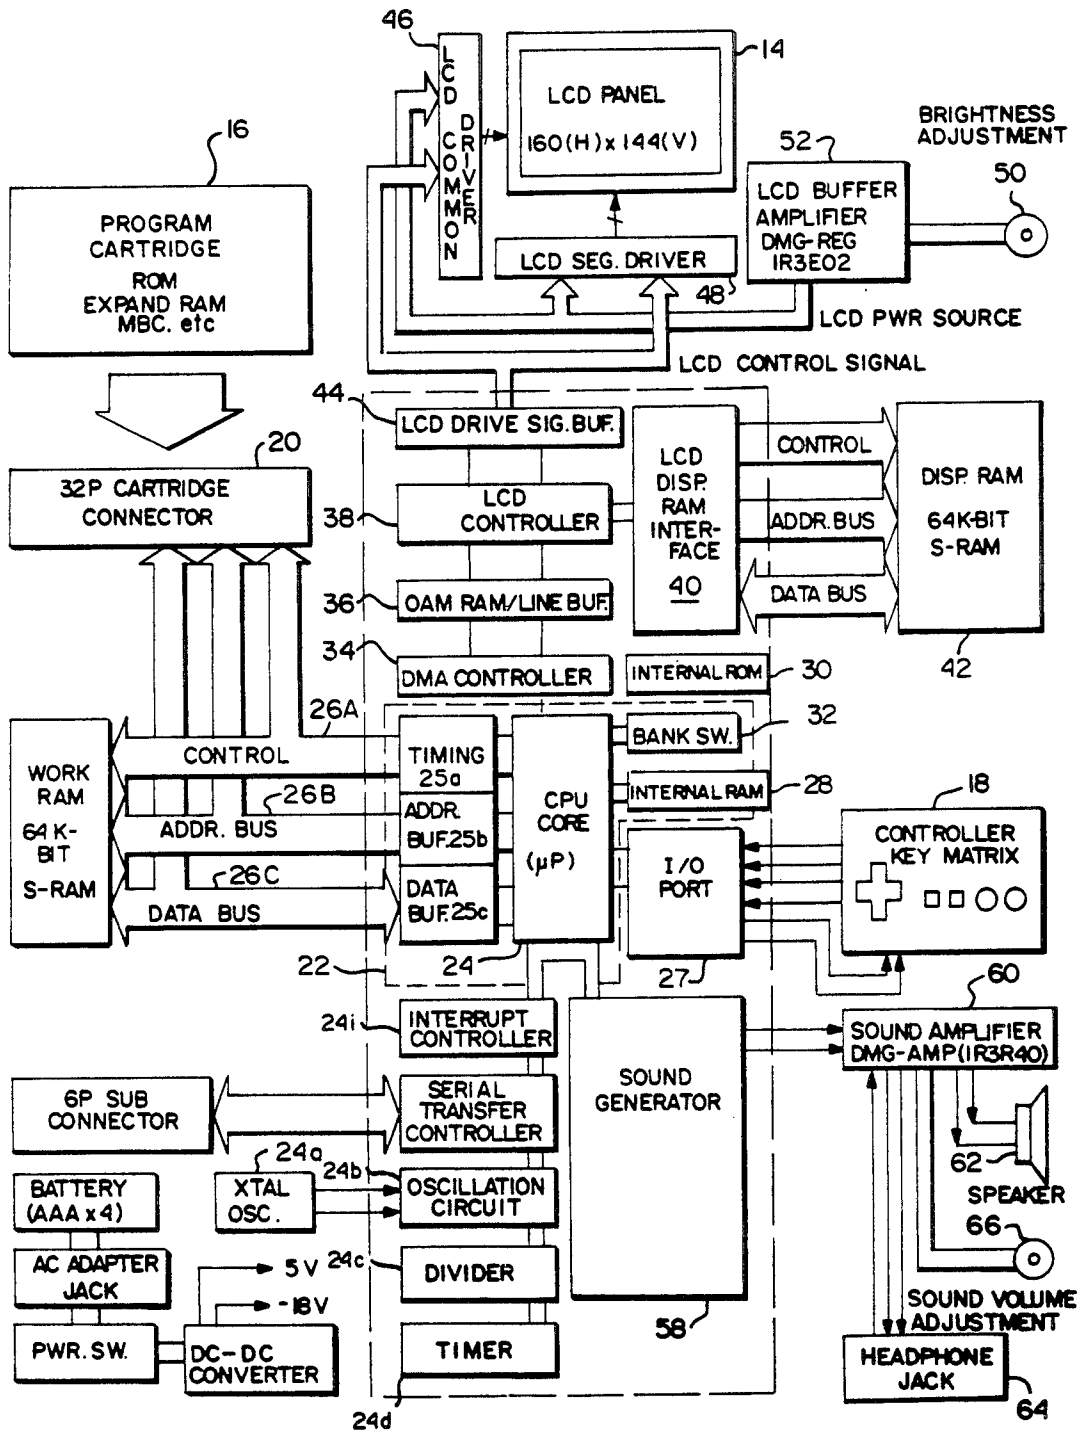 46
LCD COMMON
DRIVER
14
LCD PANEL
160(H)x144(V)
16
PROGRAM
CARTRIDGE
ROM
EXPAND RAM
MBC. etc
BRIGHTNESS
ADJUSTMENT
52
50
LCD BUFFER
AMPLIFIER
DMG-REG
IR3E02
LCD SEG. DRIVER
48
LCD PWR SOURCE
LCD CONTROL SIGNAL
44
LCD DRIVE SIG. BUF.
20
32P CARTRIDGE
CONNECTOR
38
LCD
CONTROLLER
LCD
DISP.
RAM
INTER-
FACE
40
CONTROL
ADDR. BUS
DATA BUS
DISP. RAM
64K-BIT
S-RAM
42
36
OAM RAM/LINE BUF.
34
DMA CONTROLLER
INTERNAL ROM
30
26A
32
BANK SW.
WORK
RAM
64K-
BIT
S-RAM
CONTROL
26B
ADDR. BUS
26C
DATA BUS
TIMING
25a
ADDR.
BUF.25b
DATA
BUF.25c
CPU
CORE
(μP)
INTERNAL RAM
28
I/O
PORT
18
CONTROLLER
KEY MATRIX
22
24
27
24i
INTERRUPT
CONTROLLER
60
SOUND AMPLIFIER
DMG-AMP(IR3R40)
SOUND
GENERATOR
6P SUB
CONNECTOR
SERIAL
TRANSFER
CONTROLLER
62
SPEAKER
24a
XTAL
OSC.
24b
OSCILLATION
CIRCUIT
BATTERY
(AAA x4)
66
AC ADAPTER
JACK
5V
-18V
24c
DIVIDER
SOUND VOLUME
ADJUSTMENT
58
PWR. SW.
DC-DC
CONVERTER
TIMER
24d
HEADPHONE
JACK
64